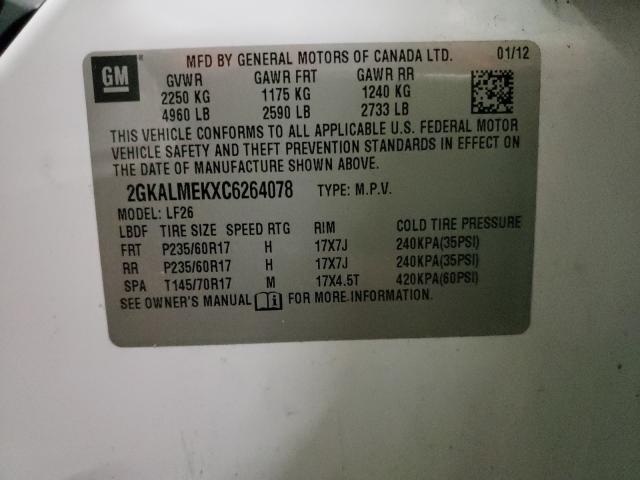 GM
MFD BY GENERAL MOTORS OF CANADA LTD. 01/12
GVWR GAWR FRT GAWR RR
2250 KG 1175 KG 1240 KG
4960 LB 2590 LB 2733 LB
THIS VEHICLE CONFORMS TO ALL APPLICABLE U.S. FEDERAL MOTOR
VEHICLE SAFETY AND THEFT PREVENTION STANDARDS IN EFFECT ON
THE DATE OF MANUFACTURE SHOWN ABOVE.
2GKALMEKXC6264078 TYPE: M.P.V.
MODEL: LF26
LBDF TIRE SIZE SPEED RTG RIM COLD TIRE PRESSURE
FRT P235/60R17 H 17X7J 240KPA(35PSI)
RR P235/60R17 H 17X7J 240KPA(35PSI)
SPA T145/70R17 M 17X4.5T 420KPA(60PSI)
SEE OWNER'S MANUAL i FOR MORE INFORMATION.